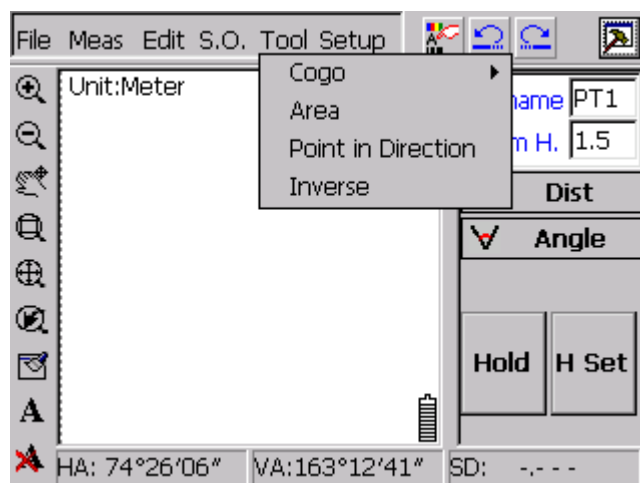 File Meas Edit S.O. Tool Setup
Unit:Meter
Cogo
Area
Point in Direction
Inverse
PT1
H. 1.5
Dist
Angle
Hold
H Set
A
A
HA: 74°26'06"
VA:163°12'41"
SD: -.- - -